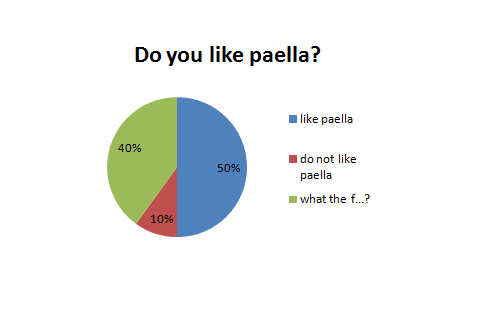 Do you like paella?
40%
50%
10%
like paella
do not like
paella
what the f...?